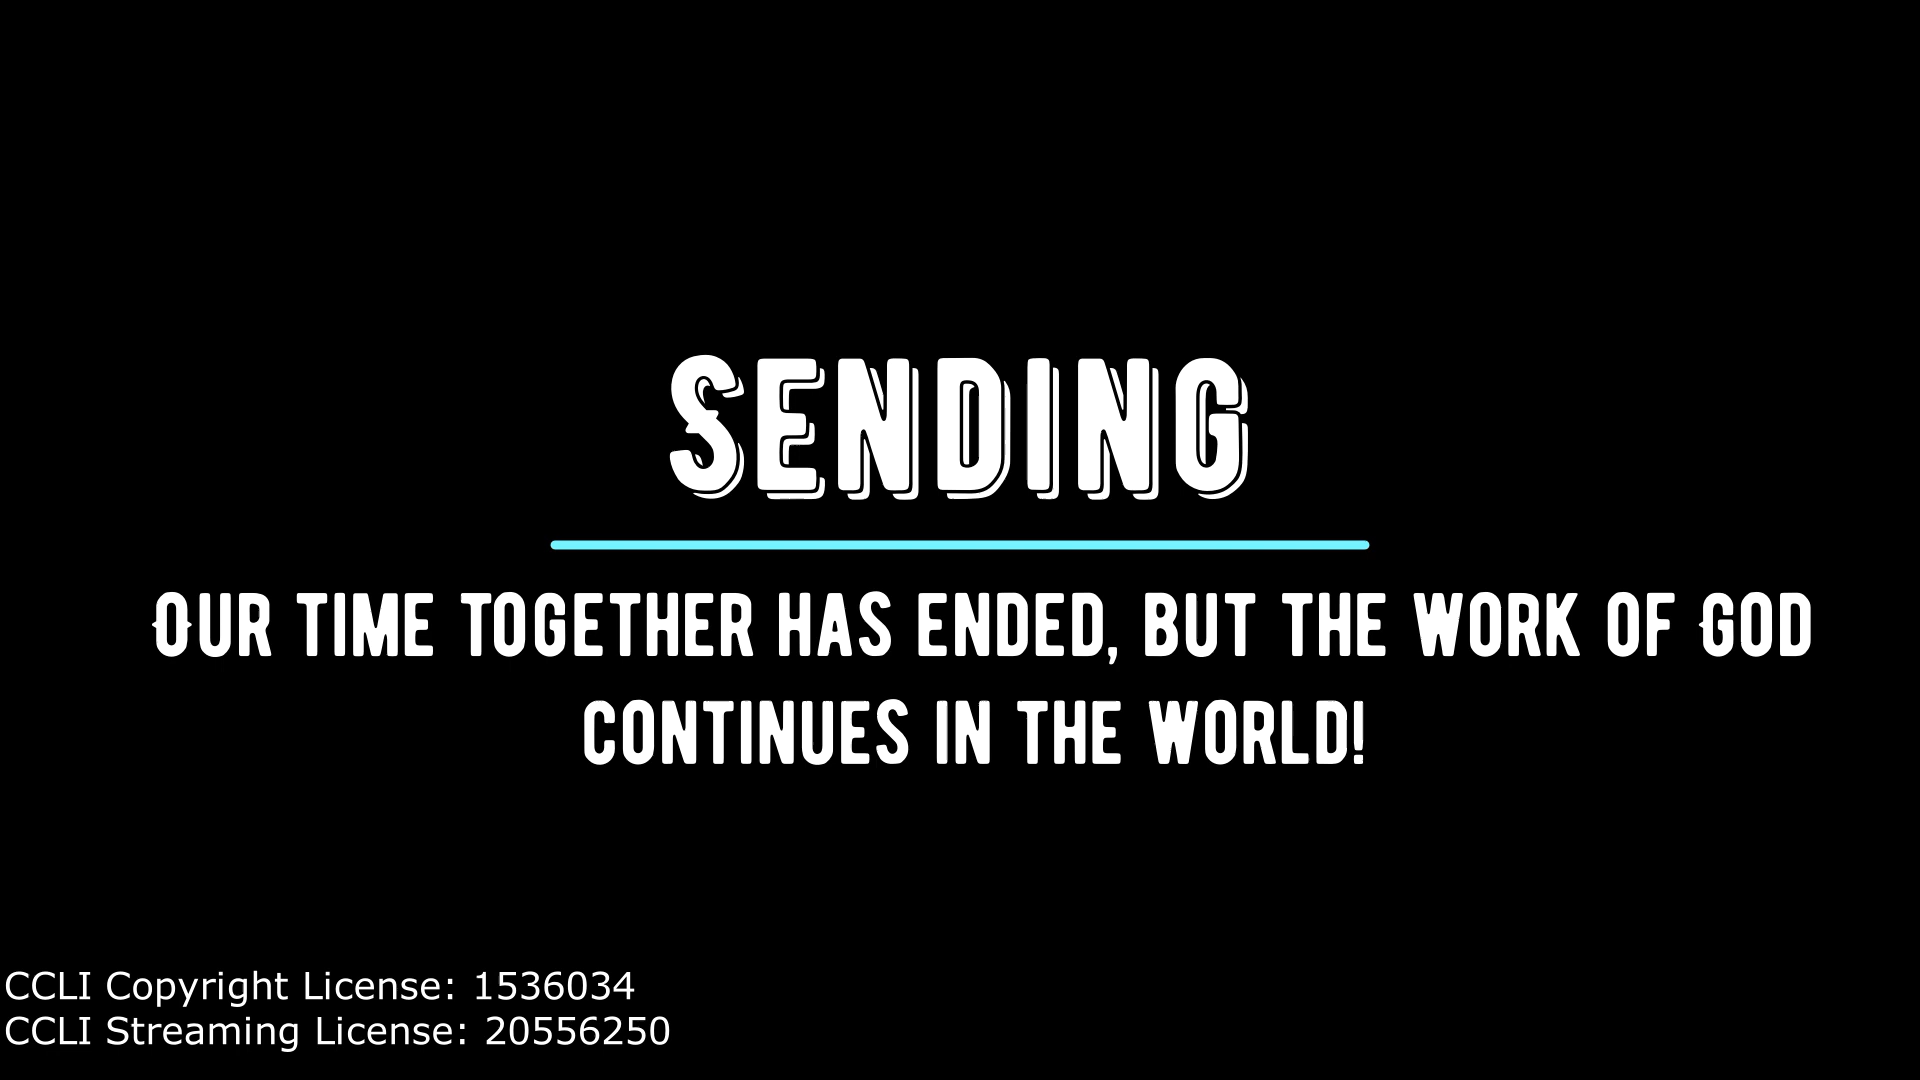 Sending
Our time together has ended, but the work of God
continues in the world!
CCLI Copyright License: 1536034
CCLI Streaming License: 20556250